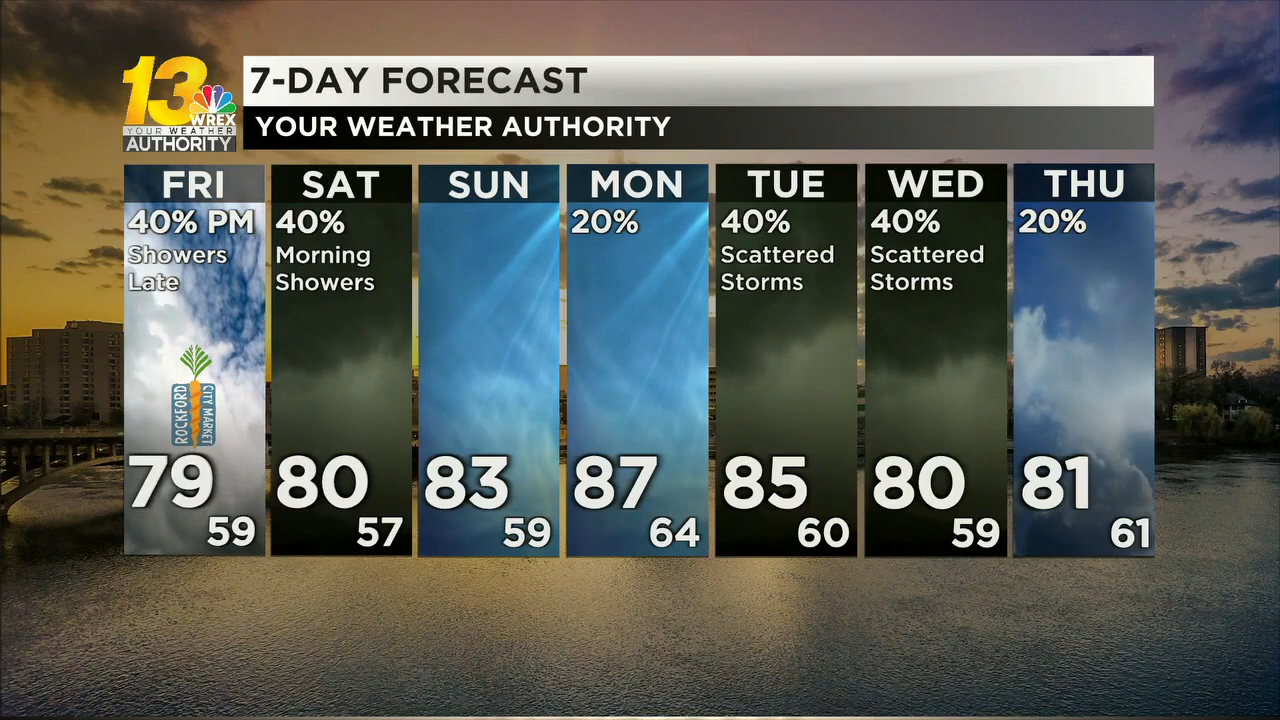 13
WREX
YOUR WEATHER
AUTHORITY
7-DAY FORECAST
YOUR WEATHER AUTHORITY
FRI
40% PM
Showers
Late
ROCKFORD
CITY MARKET
79
59
SAT
40%
Morning
Showers
80
57
SUN
83
59
MON
20%
87
64
TUE
40%
Scattered
Storms
85
60
WED
40%
Scattered
Storms
80
59
THU
20%
81
61